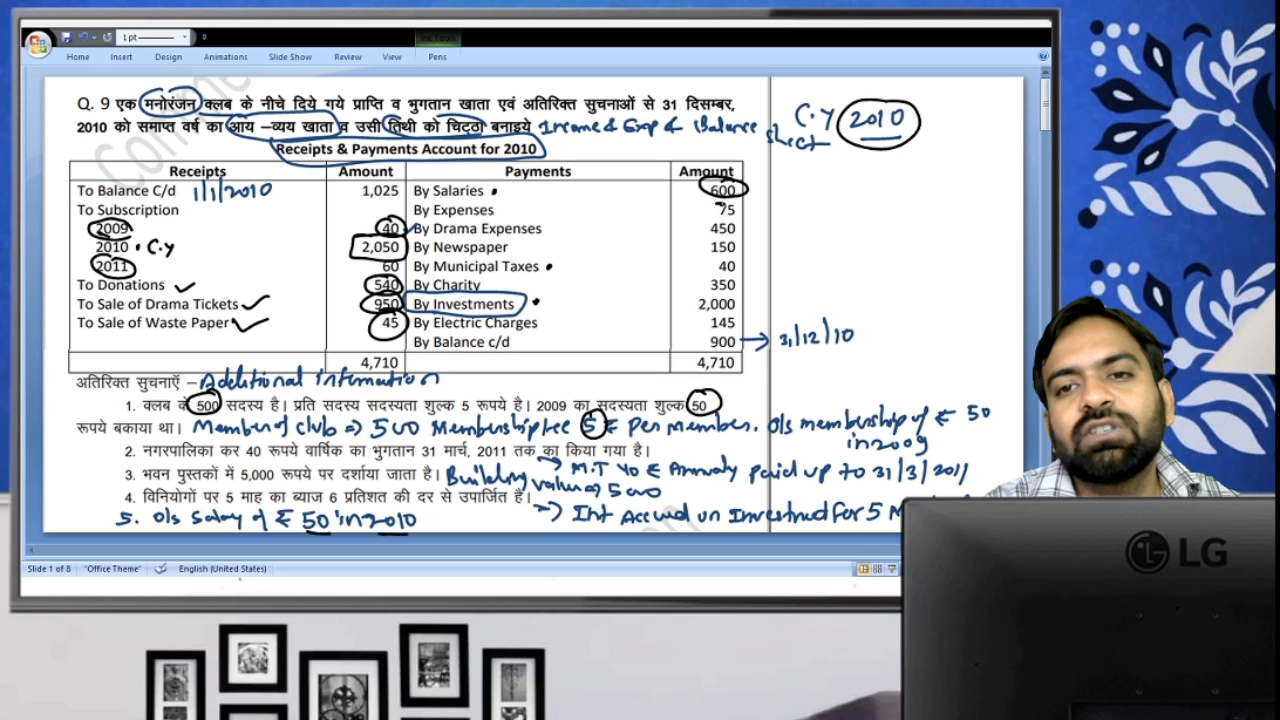 1 pt
Ink Tools
Home Insert Design Animations Slide Show Review View Pens
Q. 9 एक मनोरंजन क्लब के नीचे दिये गये प्राप्ति व भुगतान खाता एवं अतिरिक्त सुचनाओं से 31 दिसम्बर,
2010 को समाप्त वर्ष का आय –व्यय खाता व उसी तिथी को चिट्ठा बनाइये Income & Exp & Balance
Sheet
C.Y 2010
Receipts & Payments Account for 2010
Receipts Amount Payments Amount
To Balance C/d 1/1/2010 1,025 By Salaries 600
To Subscription By Expenses 75
2009 40 By Drama Expenses 450
2010 C.y 2,050 By Newspaper 150
2011 60 By Municipal Taxes 40
To Donations 540 By Charity 350
To Sale of Drama Tickets 950 By Investments 2,000
To Sale of Waste Paper 45 By Electric Charges 145
By Balance c/d 900 → 31/12/10
4,710 4,710
अतिरिक्त सुचनाएँ – Additional information
1. क्लब के 500 सदस्य है। प्रति सदस्य सदस्यता शुल्क 5 रूपये है। 2009 का सदस्यता शुल्क 50
रूपये बकाया था। Member of club ⇒ 500 Membership fee 5 ₹ Per member. O/s membership of ₹ 50
in 2009
2. नगरपालिका कर 40 रूपये वार्षिक का भुगतान 31 मार्च, 2011 तक का किया गया है।
→ M.T 40 ₹ Annualy paid up to 31/3/2011
3. भवन पुस्तकों में 5,000 रूपये पर दर्शाया जाता है। Building
value ⇒ 5000
4. विनियोगों पर 5 माह का ब्याज 6 प्रतिशत की दर से उपार्जित है।
⇒ Int Accrued on Investment For 5
5. O/s Salary of ₹ 50 in 2010
Slide 1 of 8 "Office Theme" English (United States)
LG